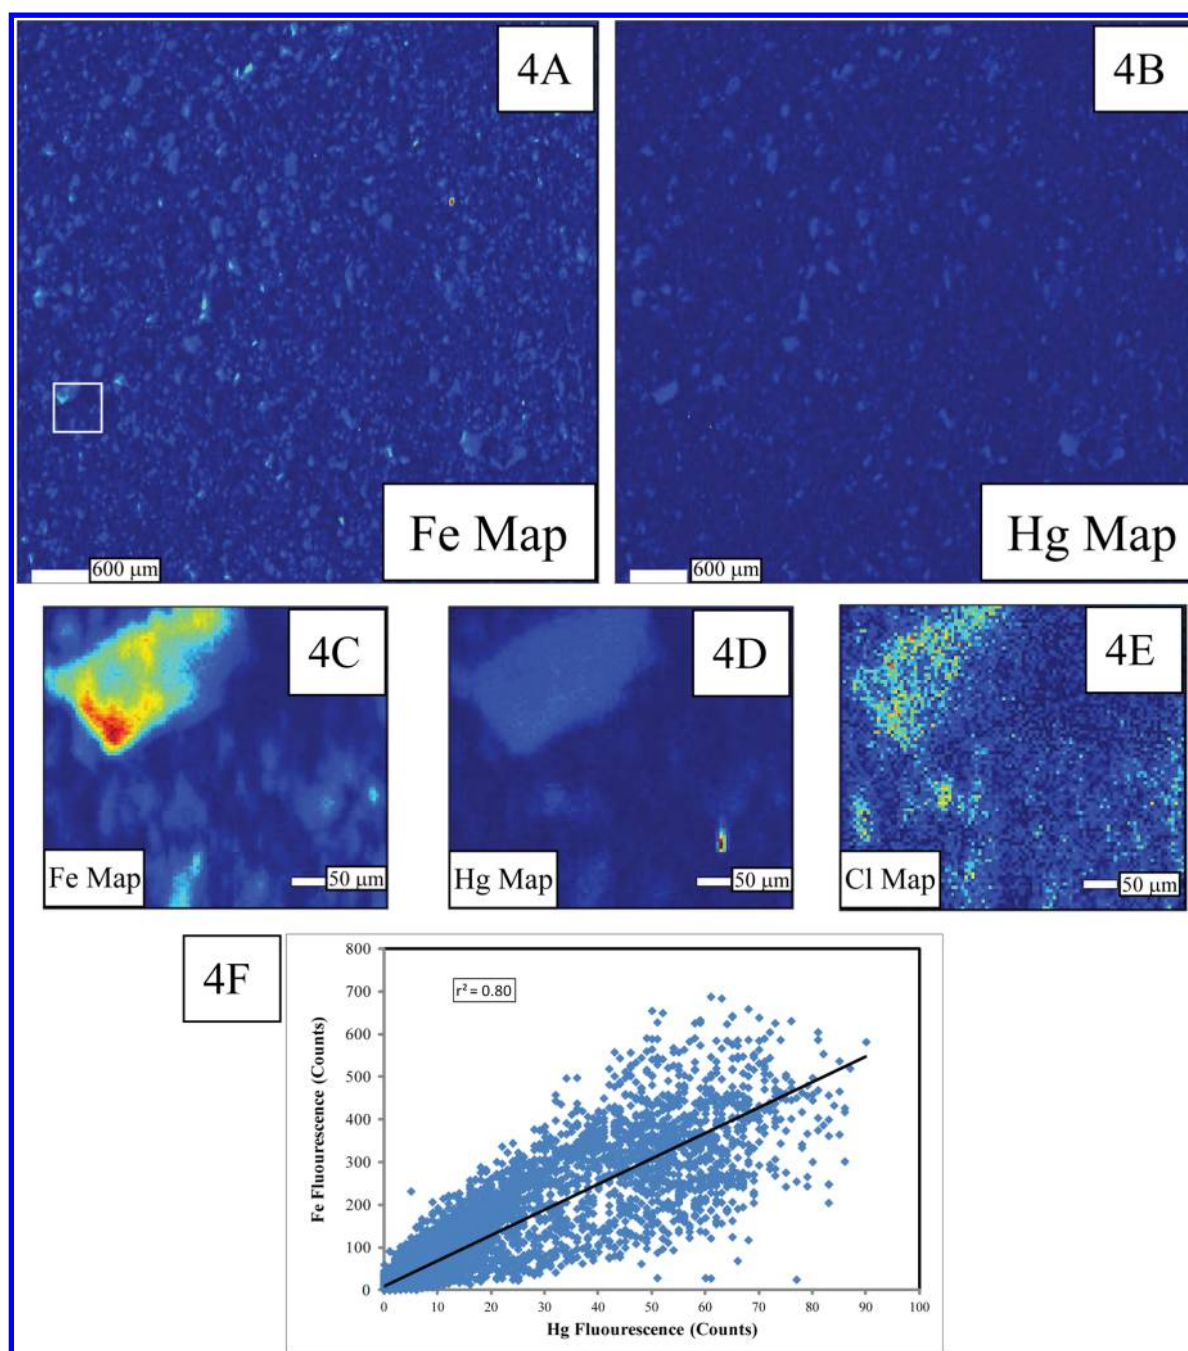 4A
4B
Fe Map
Hg Map
600 µm
600 µm
4C
4D
4E
Fe Map
50 µm
Hg Map
50 µm
Cl Map
50 µm
4F
r² = 0.80
Fe Fluourescence (Counts)
800
700
600
500
400
300
200
100
0
0 10 20 30 40 50 60 70 80 90 100
Hg Fluourescence (Counts)